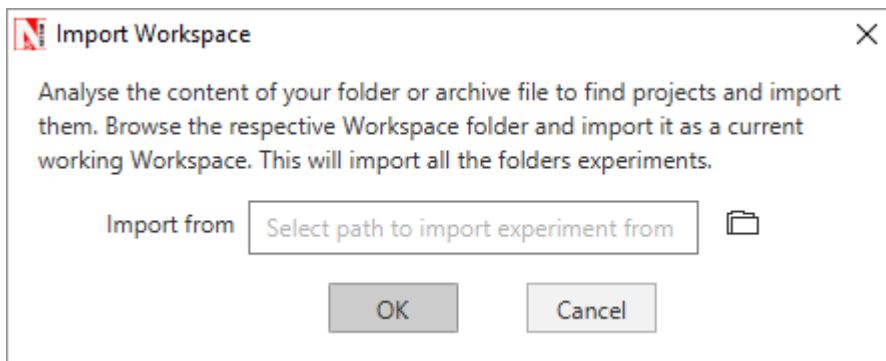 Import Workspace
Analyse the content of your folder or archive file to find projects and import
them. Browse the respective Workspace folder and import it as a current
working Workspace. This will import all the folders experiments.
Import from Select path to import experiment from
OK Cancel